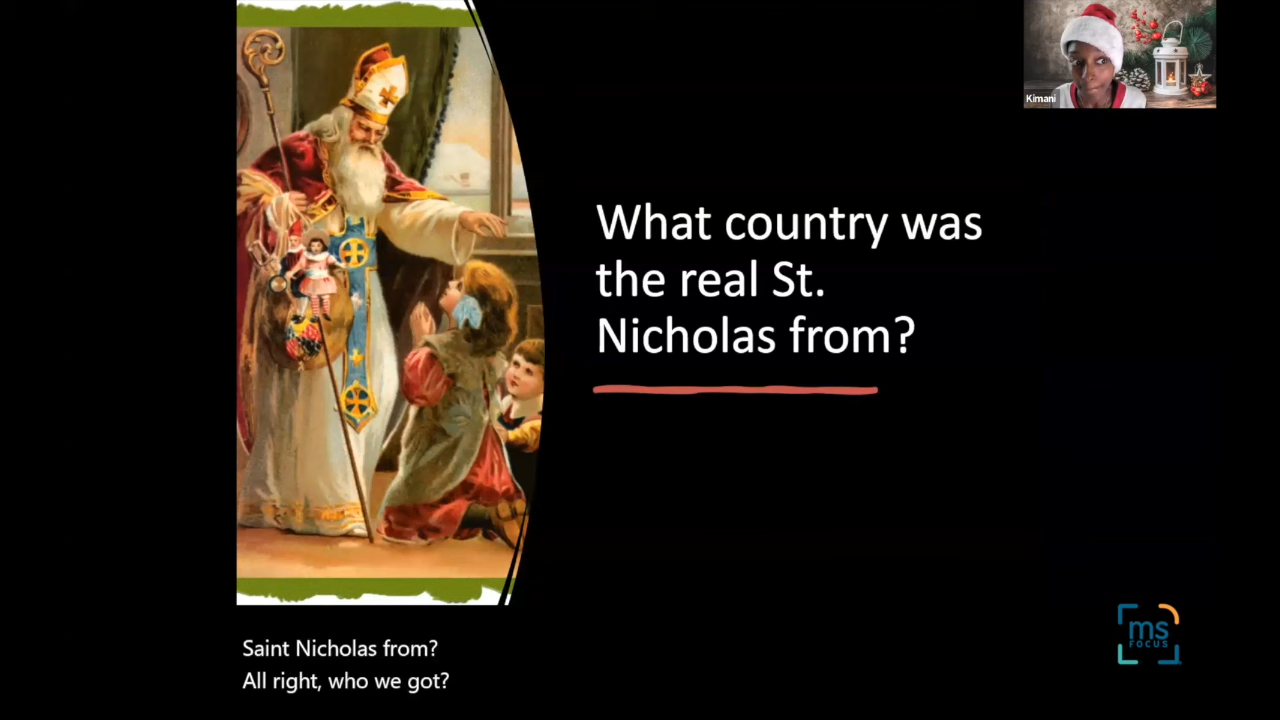 Kimani
What country was
the real St.
Nicholas from?
ms
FOCUS
Saint Nicholas from?
All right, who we got?